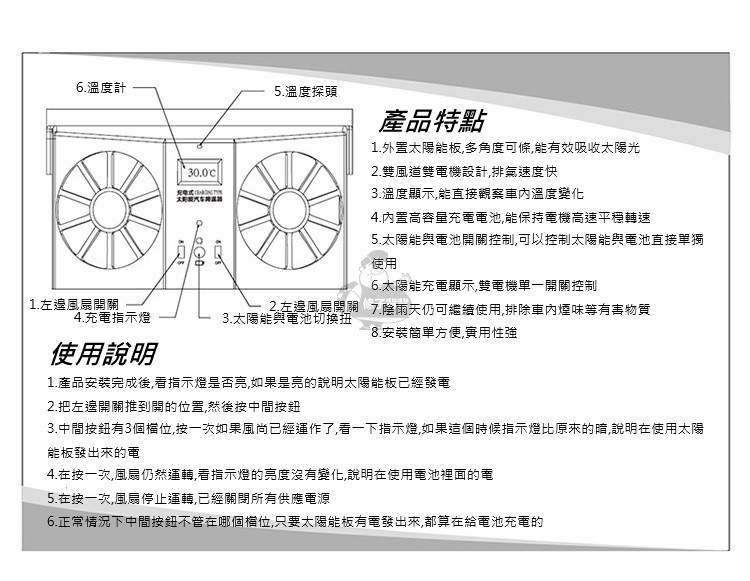 6.溫度計
5.溫度探頭
30.0℃
充電式 CHARGING TYPE
太陽能汽車降溫器
ON
OFF
ON
OFF
1.左邊風扇開關
4.充電指示燈
3.太陽能與電池切換扭
2.左邊風扇開關
產品特點
1.外置太陽能板,多角度可條,能有效吸收太陽光
2.雙風道雙電機設計,排氣速度快
3.溫度顯示,能直接觀察車內溫度變化
4.內置高容量充電電池,能保持電機高速平穩轉速
5.太陽能與電池開關控制,可以控制太陽能與電池直接單獨
使用
6.太陽能充電顯示,雙電機單一開關控制
7.陰雨天仍可繼續使用,排除車內煙味等有害物質
8.安裝簡單方便,實用性強
使用說明
1.產品安裝完成後,看指示燈是否亮,如果是亮的說明太陽能板已經發電
2.把左邊開關推到開的位置,然後按中間按鈕
3.中間按鈕有3個檔位,按一次如果風尚已經運作了,看一下指示燈,如果這個時候指示燈比原來的暗,說明在使用太陽
能板發出來的電
4.在按一次,風扇仍然運轉,看指示燈的亮度沒有變化,說明在使用電池裡面的電
5.在按一次,風扇停止運轉,已經關閉所有供應電源
6.正常情況下中間按鈕不管在哪個檔位,只要太陽能板有電發出來,都算在給電池充電的